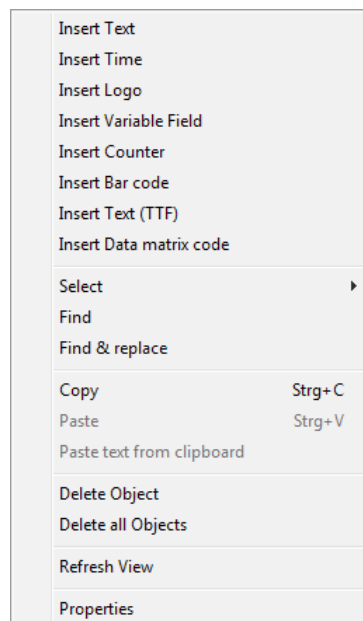 Insert Text
Insert Time
Insert Logo
Insert Variable Field
Insert Counter
Insert Bar code
Insert Text (TTF)
Insert Data matrix code
Select
Find
Find & replace
Copy Strg+C
Paste Strg+V
Paste text from clipboard
Delete Object
Delete all Objects
Refresh View
Properties